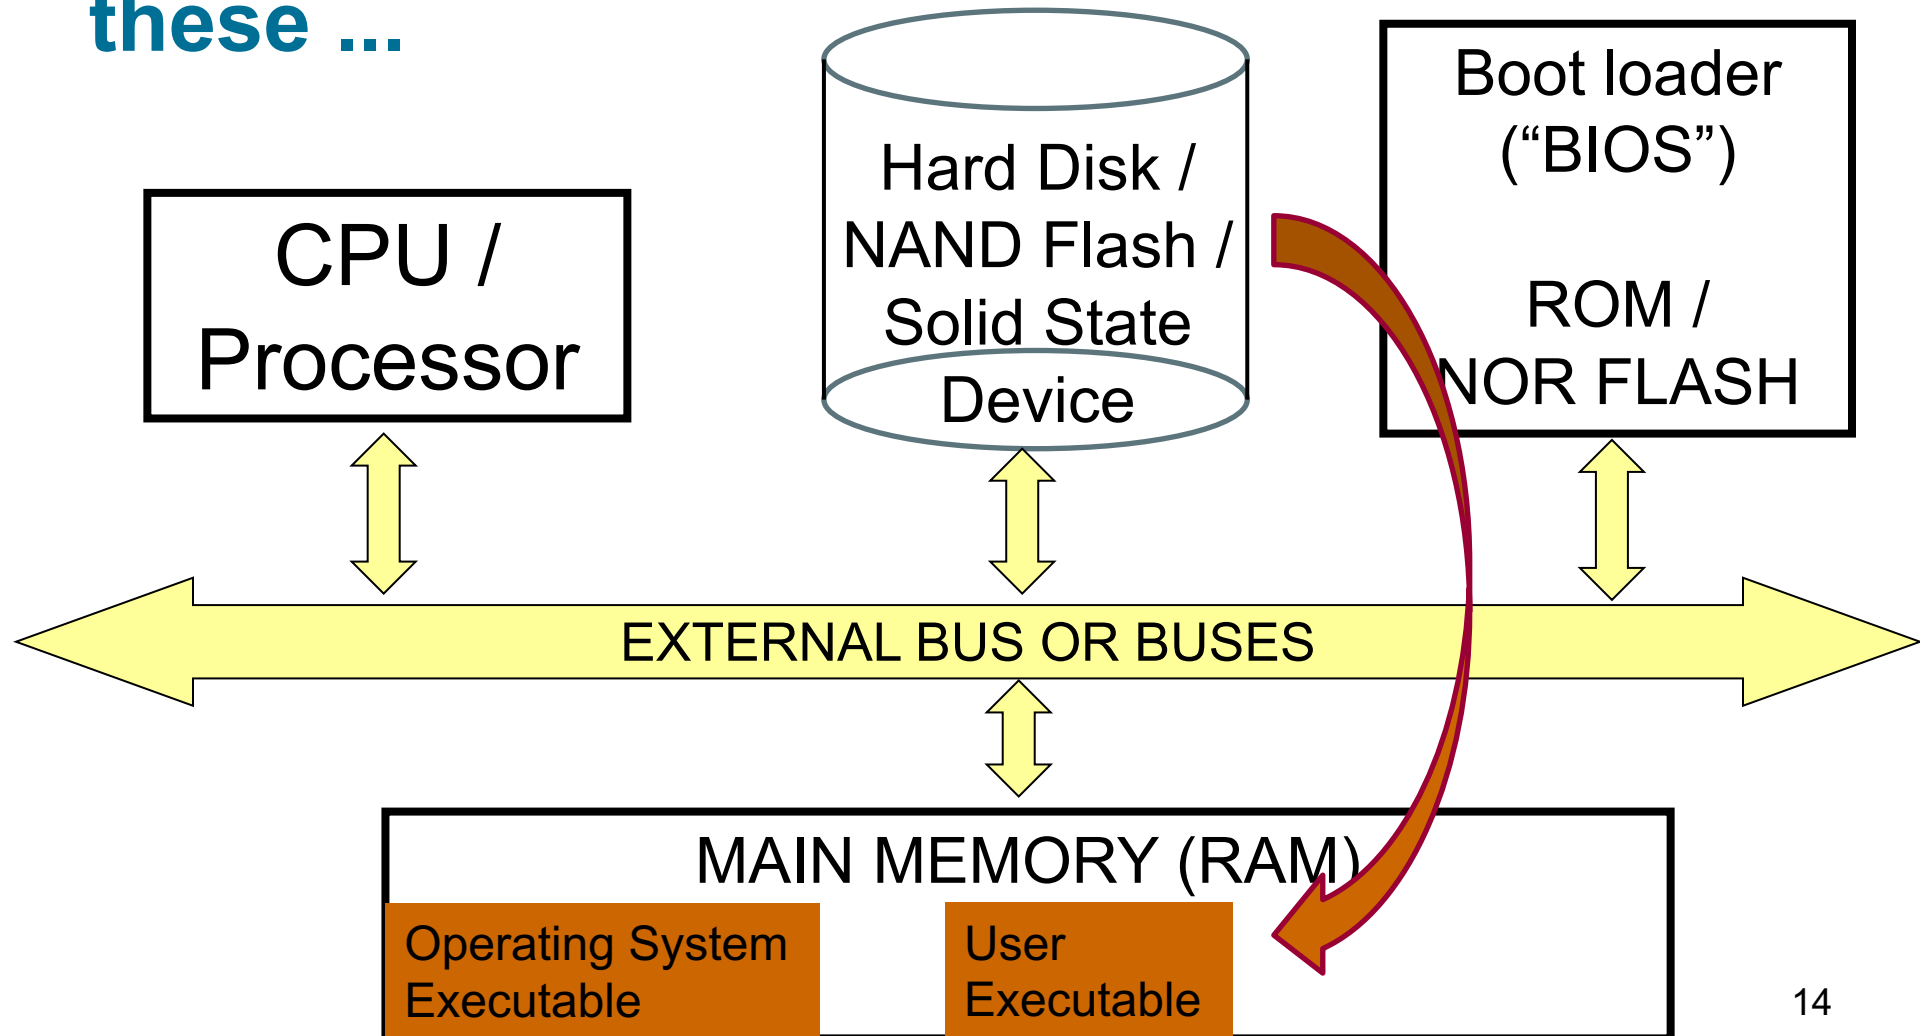 these ...
CPU /
Processor
Hard Disk /
NAND Flash /
Solid State
Device
Boot loader
(“BIOS”)
ROM /
NOR FLASH
EXTERNAL BUS OR BUSES
MAIN MEMORY (RAM)
Operating System
Executable
User
Executable
14